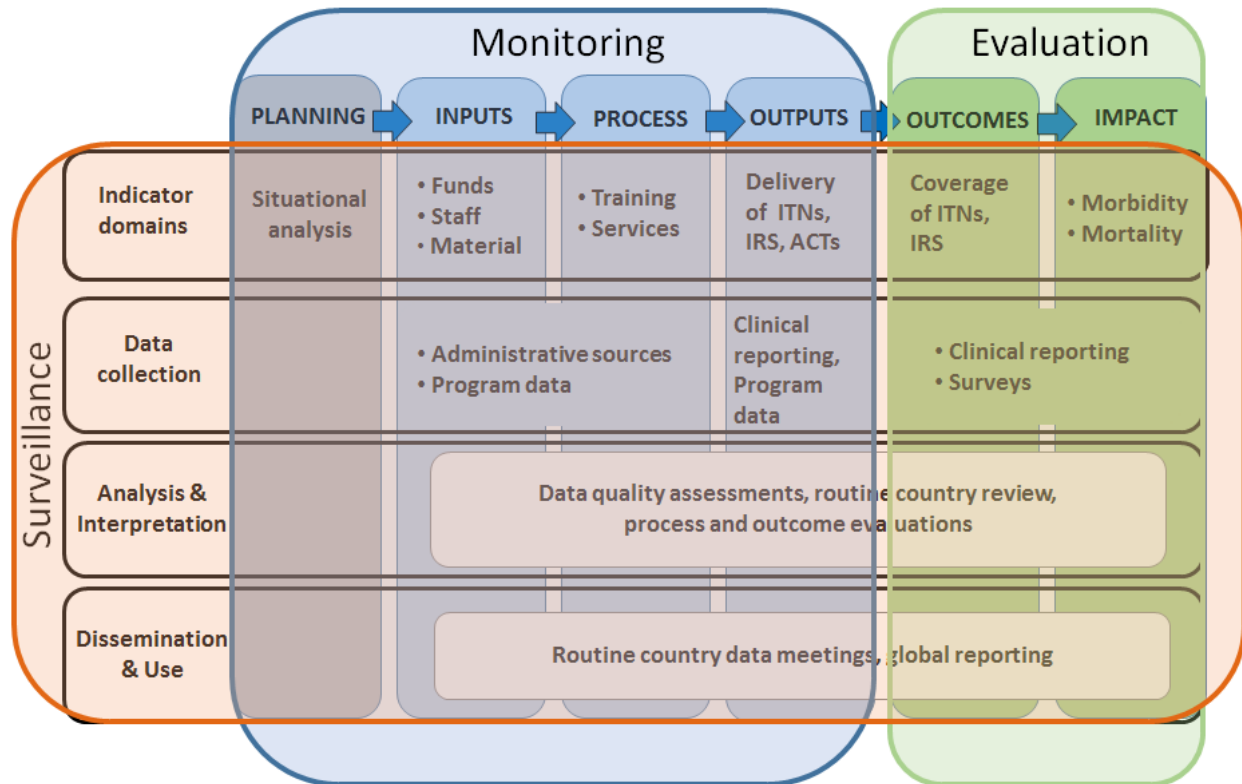 Monitoring
Evaluation
PLANNING
INPUTS
PROCESS
OUTPUTS
OUTCOMES
IMPACT
Surveillance
Indicator
domains
Situational
analysis
• Funds
• Staff
• Material
• Training
• Services
Delivery
of ITNs,
IRS, ACTs
Coverage
of ITNs,
IRS
• Morbidity
• Mortality
Data
collection
• Administrative sources
• Program data
Clinical
reporting,
Program
data
• Clinical reporting
• Surveys
Analysis &
Interpretation
Data quality assessments, routine country review,
process and outcome evaluations
Dissemination
& Use
Routine country data meetings, global reporting